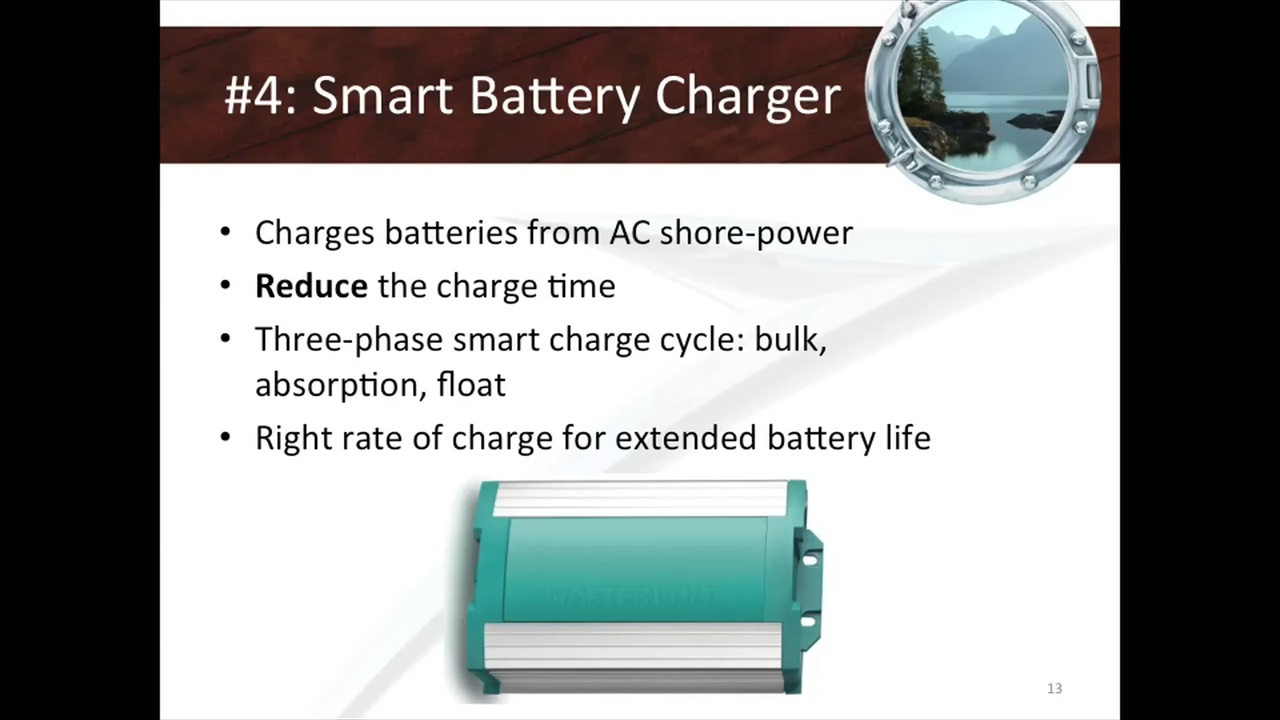 #4: Smart Battery Charger
• Charges batteries from AC shore-power
• Reduce the charge time
• Three-phase smart charge cycle: bulk,
absorption, float
• Right rate of charge for extended battery life
MASTERVOLT
13